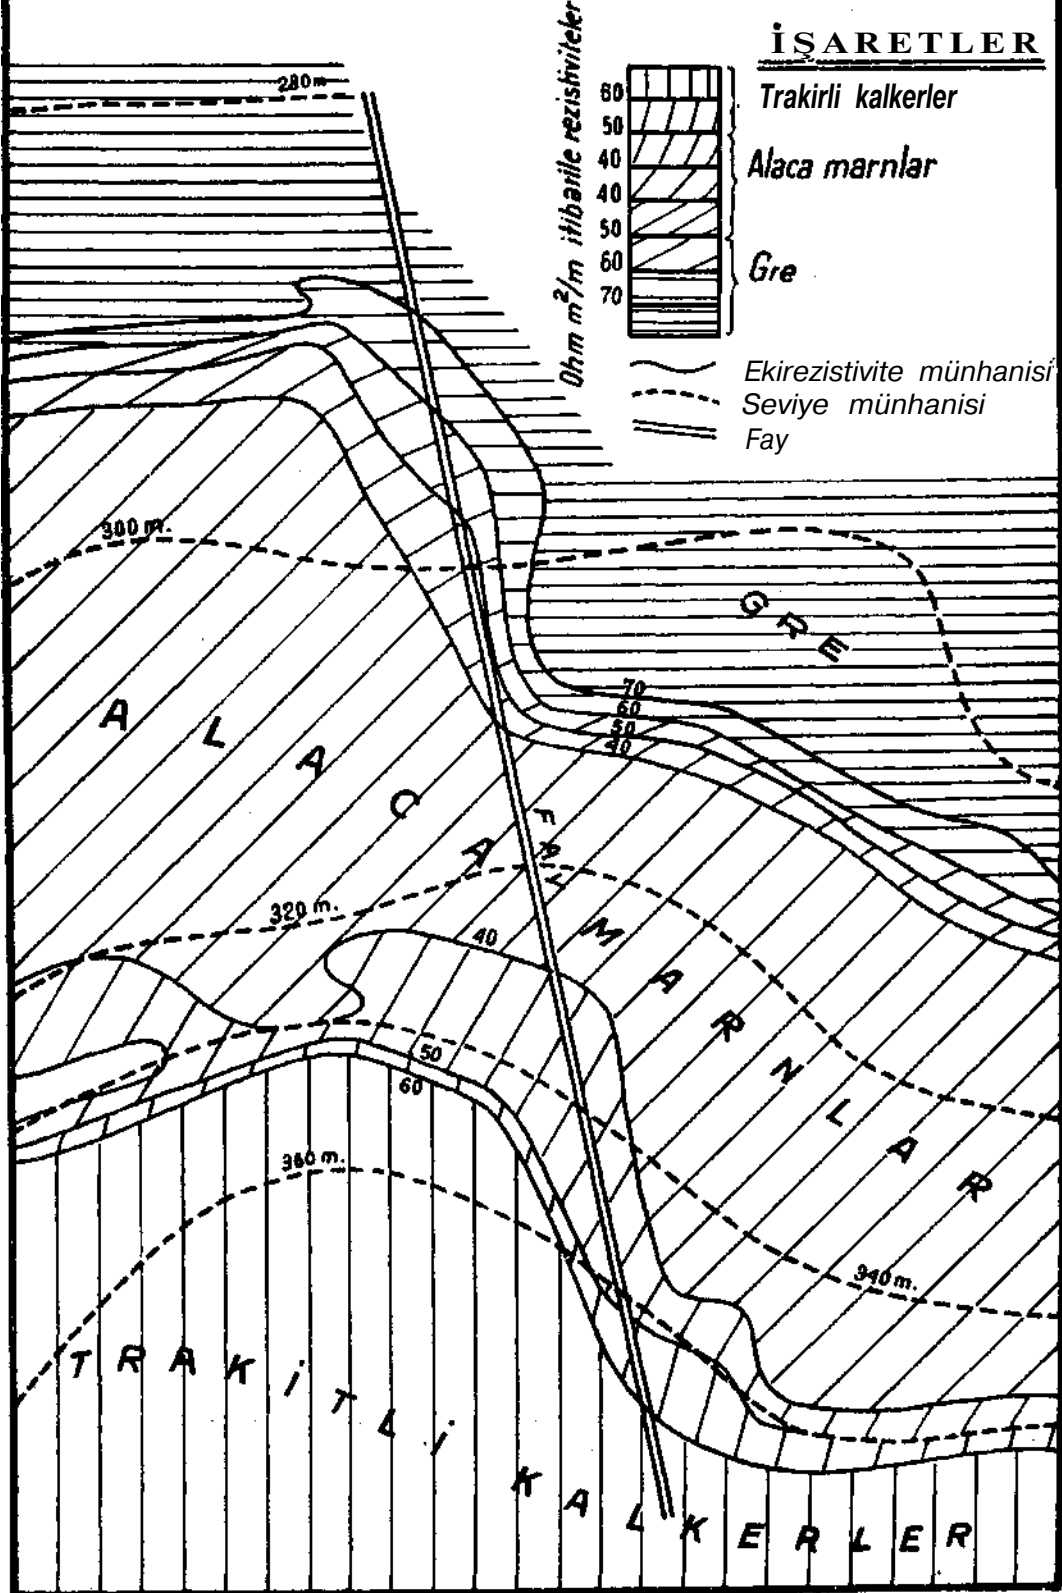 İŞARETLER
Ohm m²/m itibarile rezistiviteler
60
50
40
40
50
60
70
Trakirli kalkerler
Alaca marnlar
Gre
Ekirezistivite münhanisi
Seviye münhanisi
Fay
280 m
300 m.
GRE
70
60
50
40
ALACA MARNLAR
FAY
320 m.
40
50
60
360 m.
340 m.
TRAKİTLİ KALKERLER